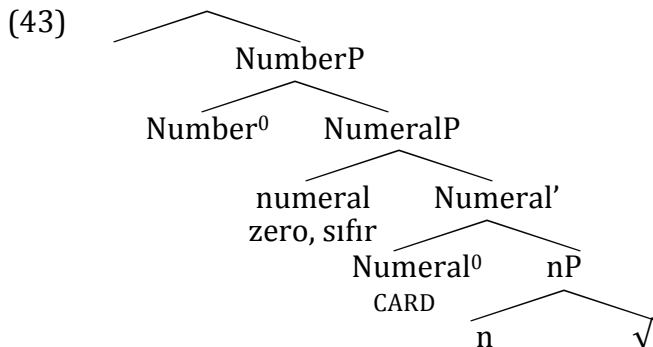 (43)
NumberP
Number⁰ NumeralP
numeral Numeral’
zero, sıfır
Numeral⁰ nP
CARD
n √